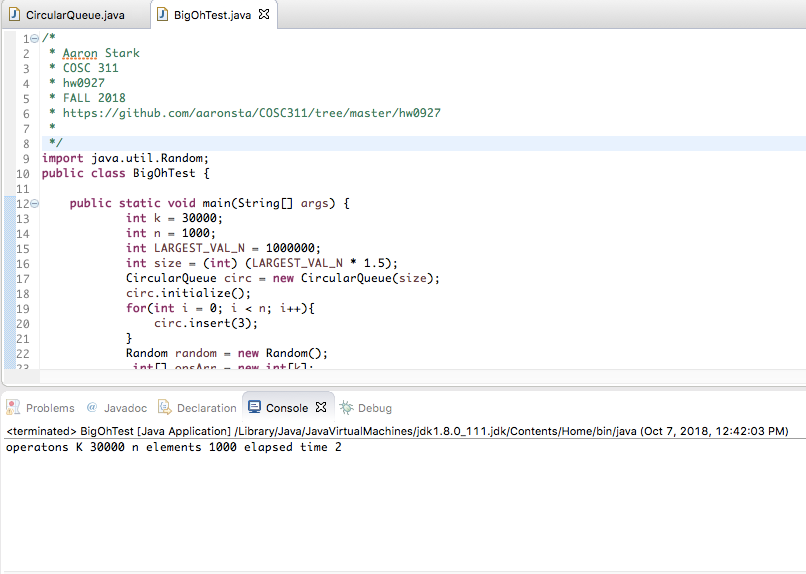 CircularQueue.java BigOhTest.java
1 /*
2 * Aaron Stark
3 * COSC 311
4 * hw0927
5 * FALL 2018
6 * https://github.com/aaronsta/COSC311/tree/master/hw0927
7 *
8 */
9 import java.util.Random;
10 public class BigOhTest {
11
12 public static void main(String[] args) {
13 int k = 30000;
14 int n = 1000;
15 int LARGEST_VAL_N = 1000000;
16 int size = (int) (LARGEST_VAL_N * 1.5);
17 CircularQueue circ = new CircularQueue(size);
18 circ.initialize();
19 for(int i = 0; i < n; i++){
20 circ.insert(3);
21 }
22 Random random = new Random();
23 int[] opsArr = new int[k];
Problems Javadoc Declaration Console Debug
<terminated> BigOhTest [Java Application] /Library/Java/JavaVirtualMachines/jdk1.8.0_111.jdk/Contents/Home/bin/java (Oct 7, 2018, 12:42:03 PM)
operatons K 30000 n elements 1000 elapsed time 2